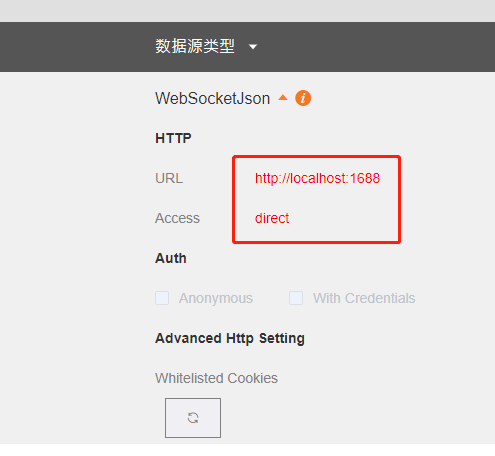 数据源类型
WebSocketJson
HTTP
URL http://localhost:1688
Access direct
Auth
Anonymous With Credentials
Advanced Http Setting
Whitelisted Cookies